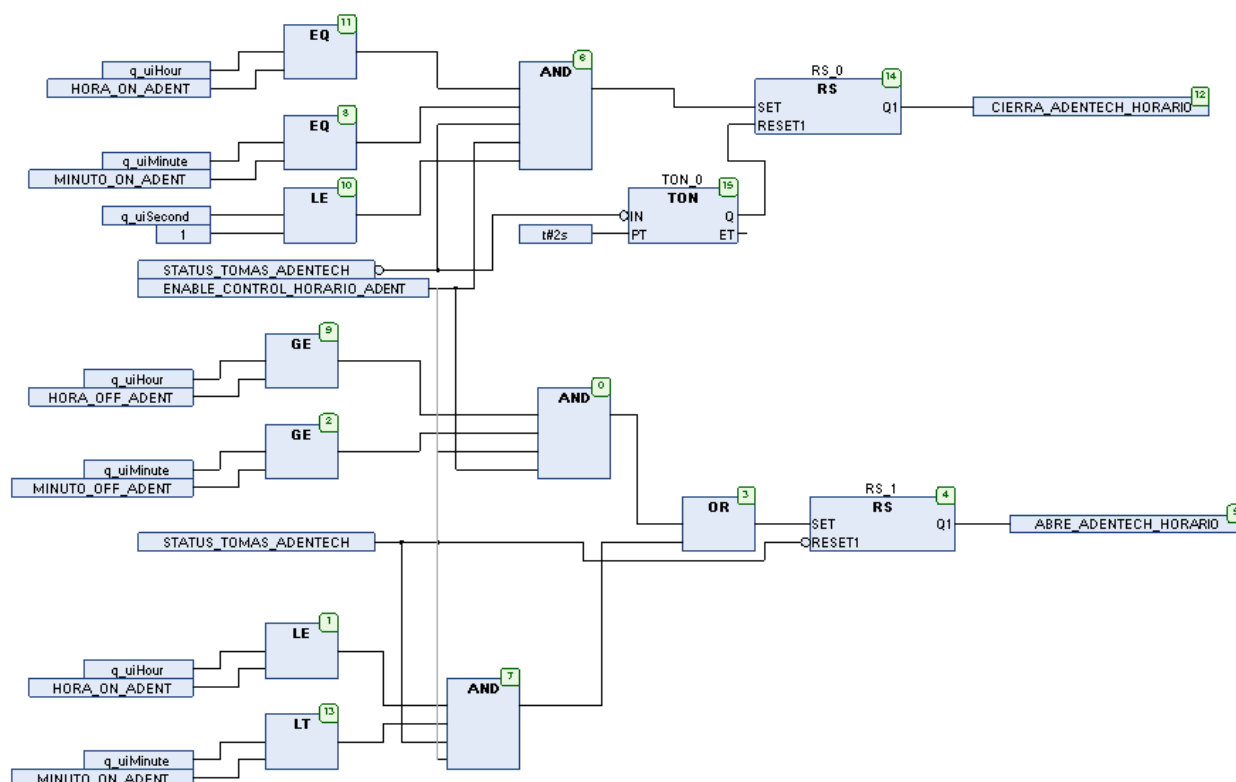 11
EQ
q_uiHour
HORA_ON_ADENT
8
EQ
q_uiMinute
MINUTO_ON_ADENT
10
LE
q_uiSecond
1
6
AND
RS_0
14
RS
SET
Q1
RESET1
CIERRA_ADENTECH_HORARIO
12
TON_0
15
TON
IN
Q
t#2s
PT
ET
STATUS_TOMAS_ADENTECH
ENABLE_CONTROL_HORARIO_ADENT
9
GE
q_uiHour
HORA_OFF_ADENT
2
GE
q_uiMinute
MINUTO_OFF_ADENT
0
AND
3
OR
RS_1
4
RS
SET
Q1
RESET1
ABRE_ADENTECH_HORARIO
5
STATUS_TOMAS_ADENTECH
1
LE
q_uiHour
HORA_ON_ADENT
7
AND
13
LT
q_uiMinute
MINUTO_ON_ADENT